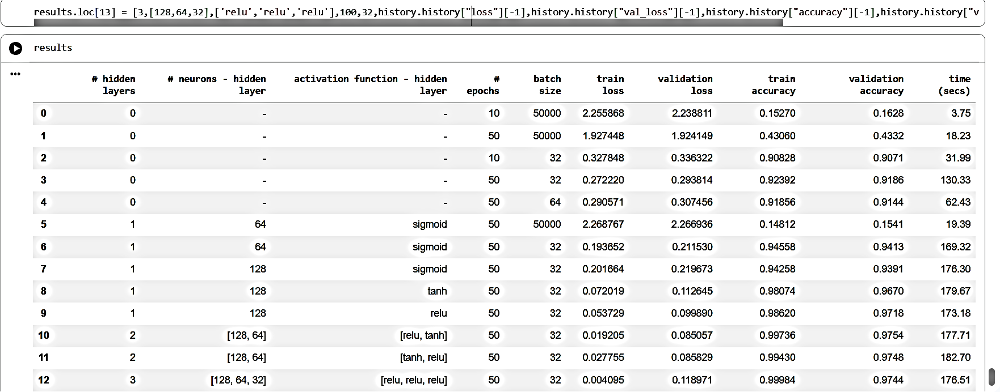 results.loc[13] = [3,[128,64,32],['relu','relu','relu'],100,32,history.history["loss"][-1],history.history["val_loss"][-1],history.history["accuracy"][-1],history.history["v
results
# hidden layers # neurons - hidden layer activation function - hidden layer # epochs batch size train loss validation loss train accuracy validation accuracy time (secs)
0 0 - - 10 50000 2.255868 2.238811 0.15270 0.1628 3.75
1 0 - - 50 50000 1.927448 1.924149 0.43060 0.4332 18.23
2 0 - - 10 32 0.327848 0.336322 0.90828 0.9071 31.99
3 0 - - 50 32 0.272220 0.293814 0.92392 0.9186 130.33
4 0 - - 50 64 0.290571 0.307456 0.91856 0.9144 62.43
5 1 64 sigmoid 50 50000 2.268767 2.266936 0.14812 0.1541 19.39
6 1 64 sigmoid 50 32 0.193652 0.211530 0.94558 0.9413 169.32
7 1 128 sigmoid 50 32 0.201664 0.219673 0.94258 0.9391 176.30
8 1 128 tanh 50 32 0.072019 0.112645 0.98074 0.9670 179.67
9 1 128 relu 50 32 0.053729 0.099890 0.98620 0.9718 173.18
10 2 [128, 64] [relu, tanh] 50 32 0.019205 0.085057 0.99736 0.9754 177.71
11 2 [128, 64] [tanh, relu] 50 32 0.027755 0.085829 0.99430 0.9748 182.70
12 3 [128, 64, 32] [relu, relu, relu] 50 32 0.004095 0.118971 0.99984 0.9744 176.51